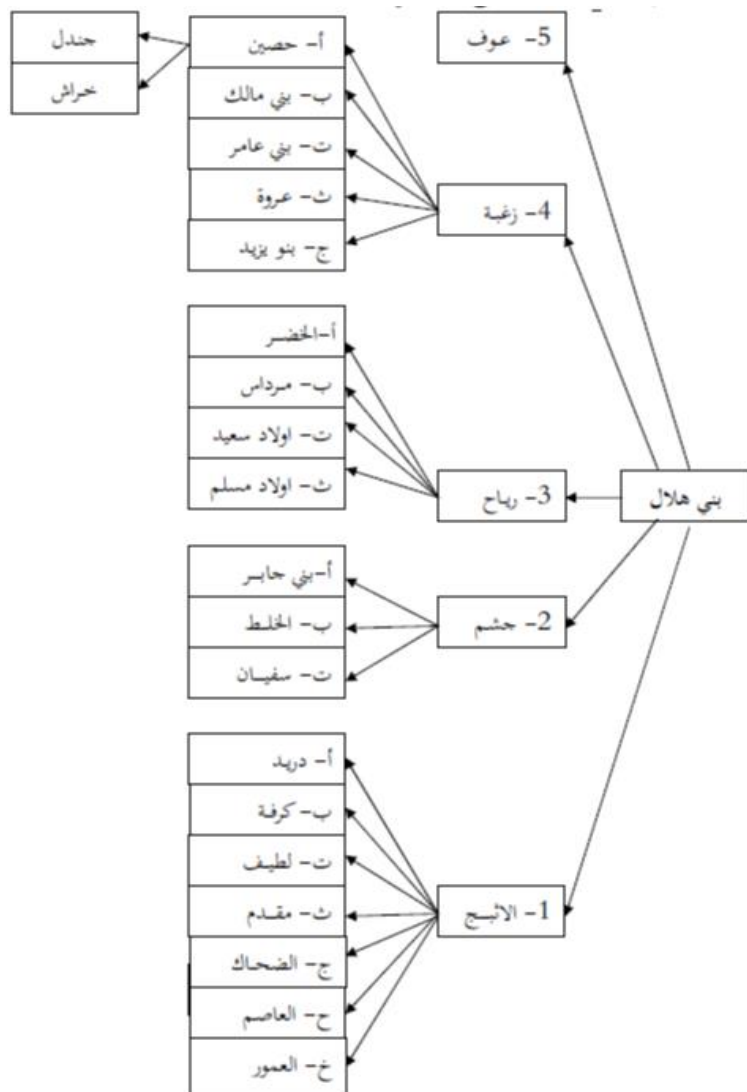 بني هلال
5- عوف
4- زغبة
أ- حصين
جندل
خراش
ب- بني مالك
ت- بني عامر
ث- عروة
ج- بنو يزيد
3- رياح
أ-الخضر
ب- مرداس
ت- اولاد سعيد
ث- اولاد مسلم
2- جشم
أ-بني جابر
ب- الخلط
ت- سفيان
1- الاثبج
أ- دريد
ب- كرفة
ت- لطيف
ث- مقدم
ج- الضحاك
ح- العاصم
خ- العمور